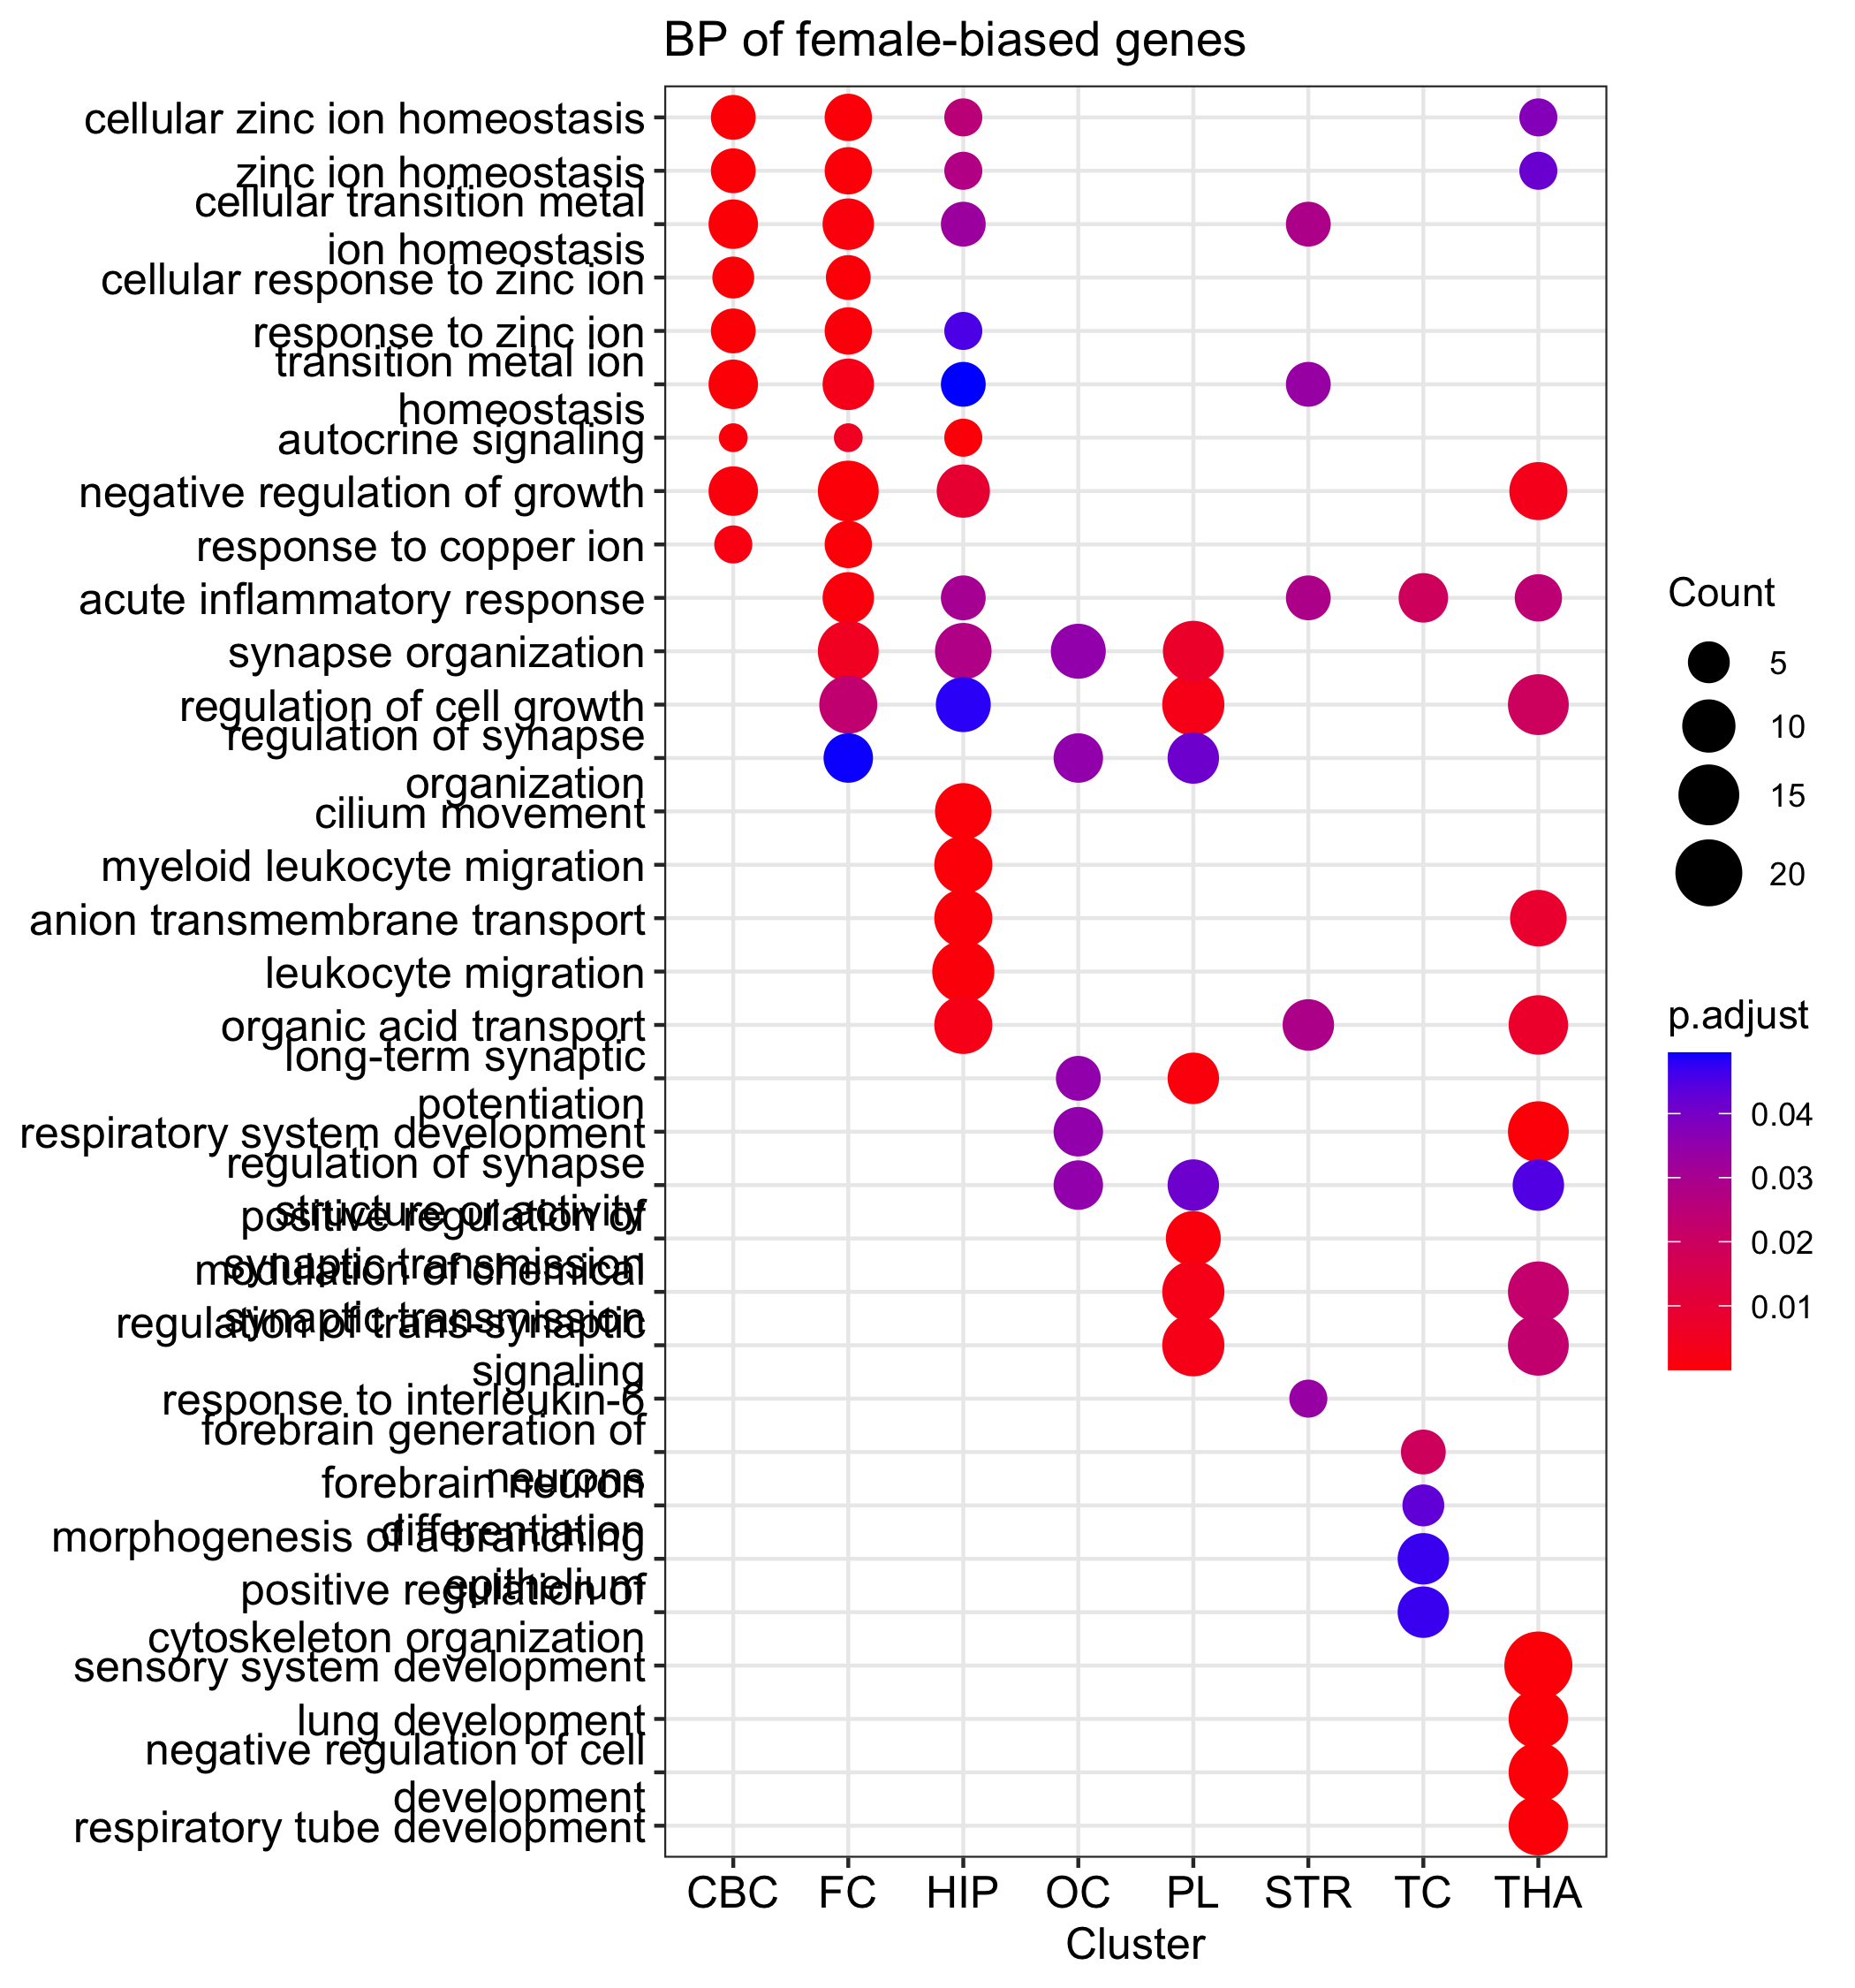 BP of female-biased genes
cellular zinc ion homeostasis
zinc ion homeostasis
cellular transition metal
ion homeostasis
cellular response to zinc ion
response to zinc ion
transition metal ion
homeostasis
autocrine signaling
negative regulation of growth
response to copper ion
acute inflammatory response
synapse organization
regulation of cell growth
regulation of synapse
organization
cilium movement
myeloid leukocyte migration
anion transmembrane transport
leukocyte migration
organic acid transport
long-term synaptic
potentiation
respiratory system development
regulation of synapse
structure or activity
positive regulation of
synaptic transmission
modulation of chemical
synaptic transmission
regulation of trans-synaptic
signaling
response to interleukin-6
forebrain generation of
neurons
forebrain neuron
differentiation
morphogenesis of a branching
epithelium
positive regulation of
cytoskeleton organization
sensory system development
lung development
negative regulation of cell
development
respiratory tube development
CBC FC HIP OC PL STR TC THA
Cluster
Count
5
10
15
20
p.adjust
0.04
0.03
0.02
0.01